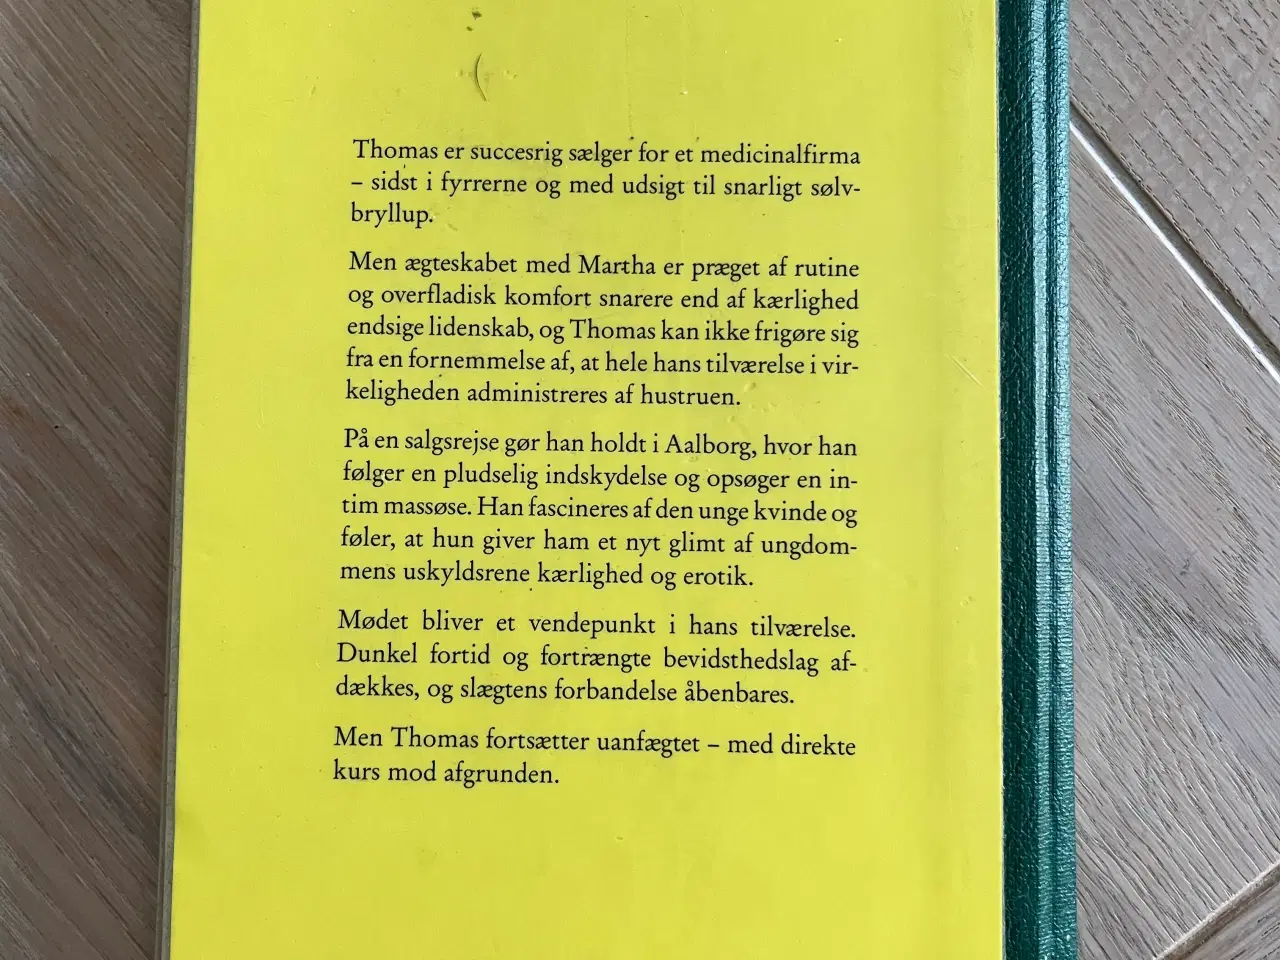 Thomas er succesrig sælger for et medicinalfirma
– sidst i fyrrerne og med udsigt til snarligt sølv-
bryllup.
Men ægteskabet med Martha er præget af rutine
og overfladisk komfort snarere end af kærlighed
endsige lidenskab, og Thomas kan ikke frigøre sig
fra en fornemmelse af, at hele hans tilværelse i vir-
keligheden administreres af hustruen.
På en salgsrejse gør han holdt i Aalborg, hvor han
følger en pludselig indskydelse og opsøger en in-
tim massøse. Han fascineres af den unge kvinde og
føler, at hun giver ham et nyt glimt af ungdom-
mens uskyldsrene kærlighed og erotik.
Mødet bliver et vendepunkt i hans tilværelse.
Dunkel fortid og fortrængte bevidsthedslag af-
dækkes, og slægtens forbandelse åbenbares.
Men Thomas fortsætter uanfægtet – med direkte
kurs mod afgrunden.